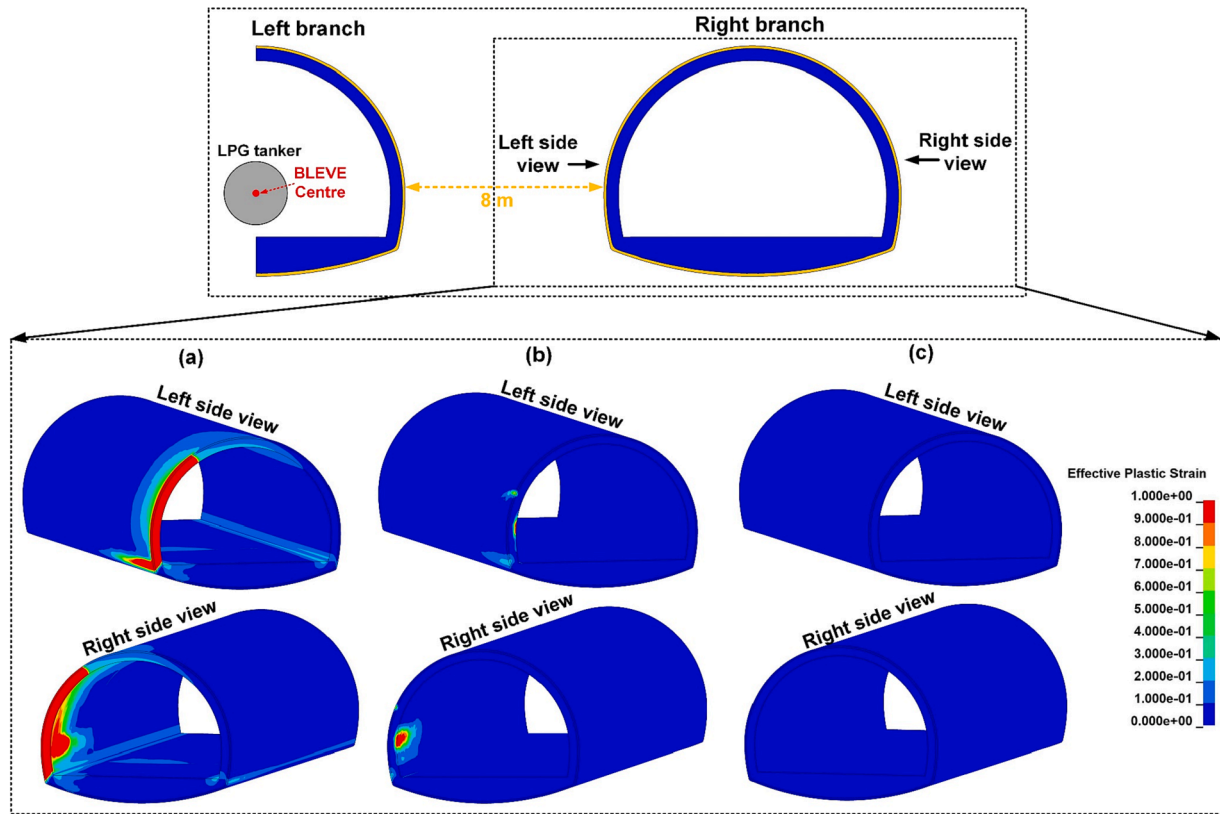 Left branch
Right branch
LPG tanker
BLEVE
Centre
Left side
view
Right side
view
8 m
(a)
(b)
(c)
Left side view
Left side view
Left side view
Effective Plastic Strain
1.000e+00
9.000e-01
8.000e-01
7.000e-01
6.000e-01
5.000e-01
4.000e-01
3.000e-01
2.000e-01
1.000e-01
0.000e+00
Right side view
Right side view
Right side view